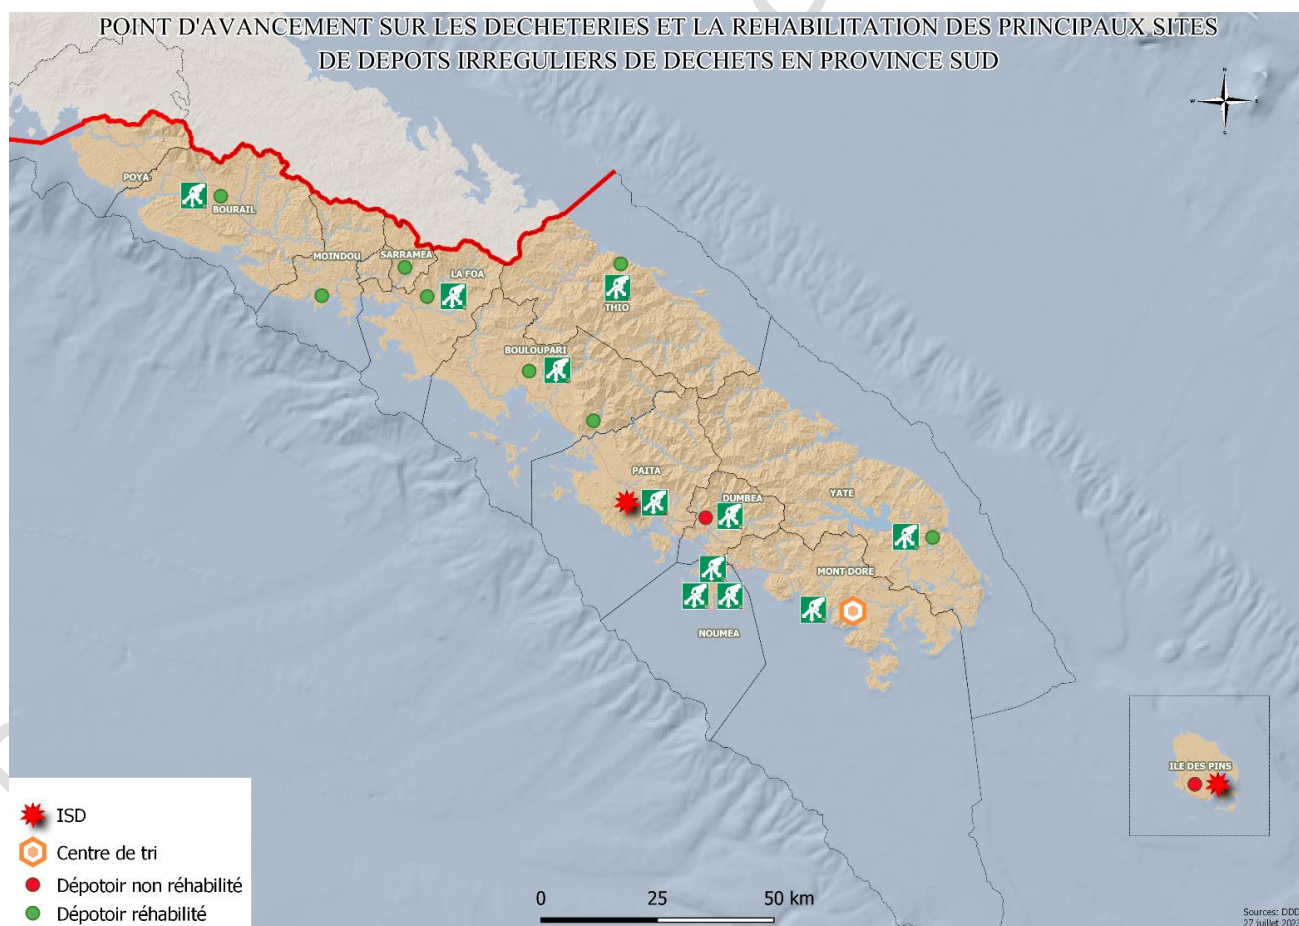 POINT D'AVANCEMENT SUR LES DECHETERIES ET LA REHABILITATION DES PRINCIPAUX SITES
DE DEPOTS IRREGULIERS DE DECHETS EN PROVINCE SUD
N
W
E
S
POYA
BOURAIL
MOINDOU
SARRAMEA
LA FOA
THIO
BOULOUPARI
PAITA
DUMBEA
YATE
MONT DORE
NOUMEA
ILE DES PINS
ISD
Centre de tri
Dépotoir non réhabilité
Dépotoir réhabilité
0 25 50 km
Sources: DDD
27 juillet 2023